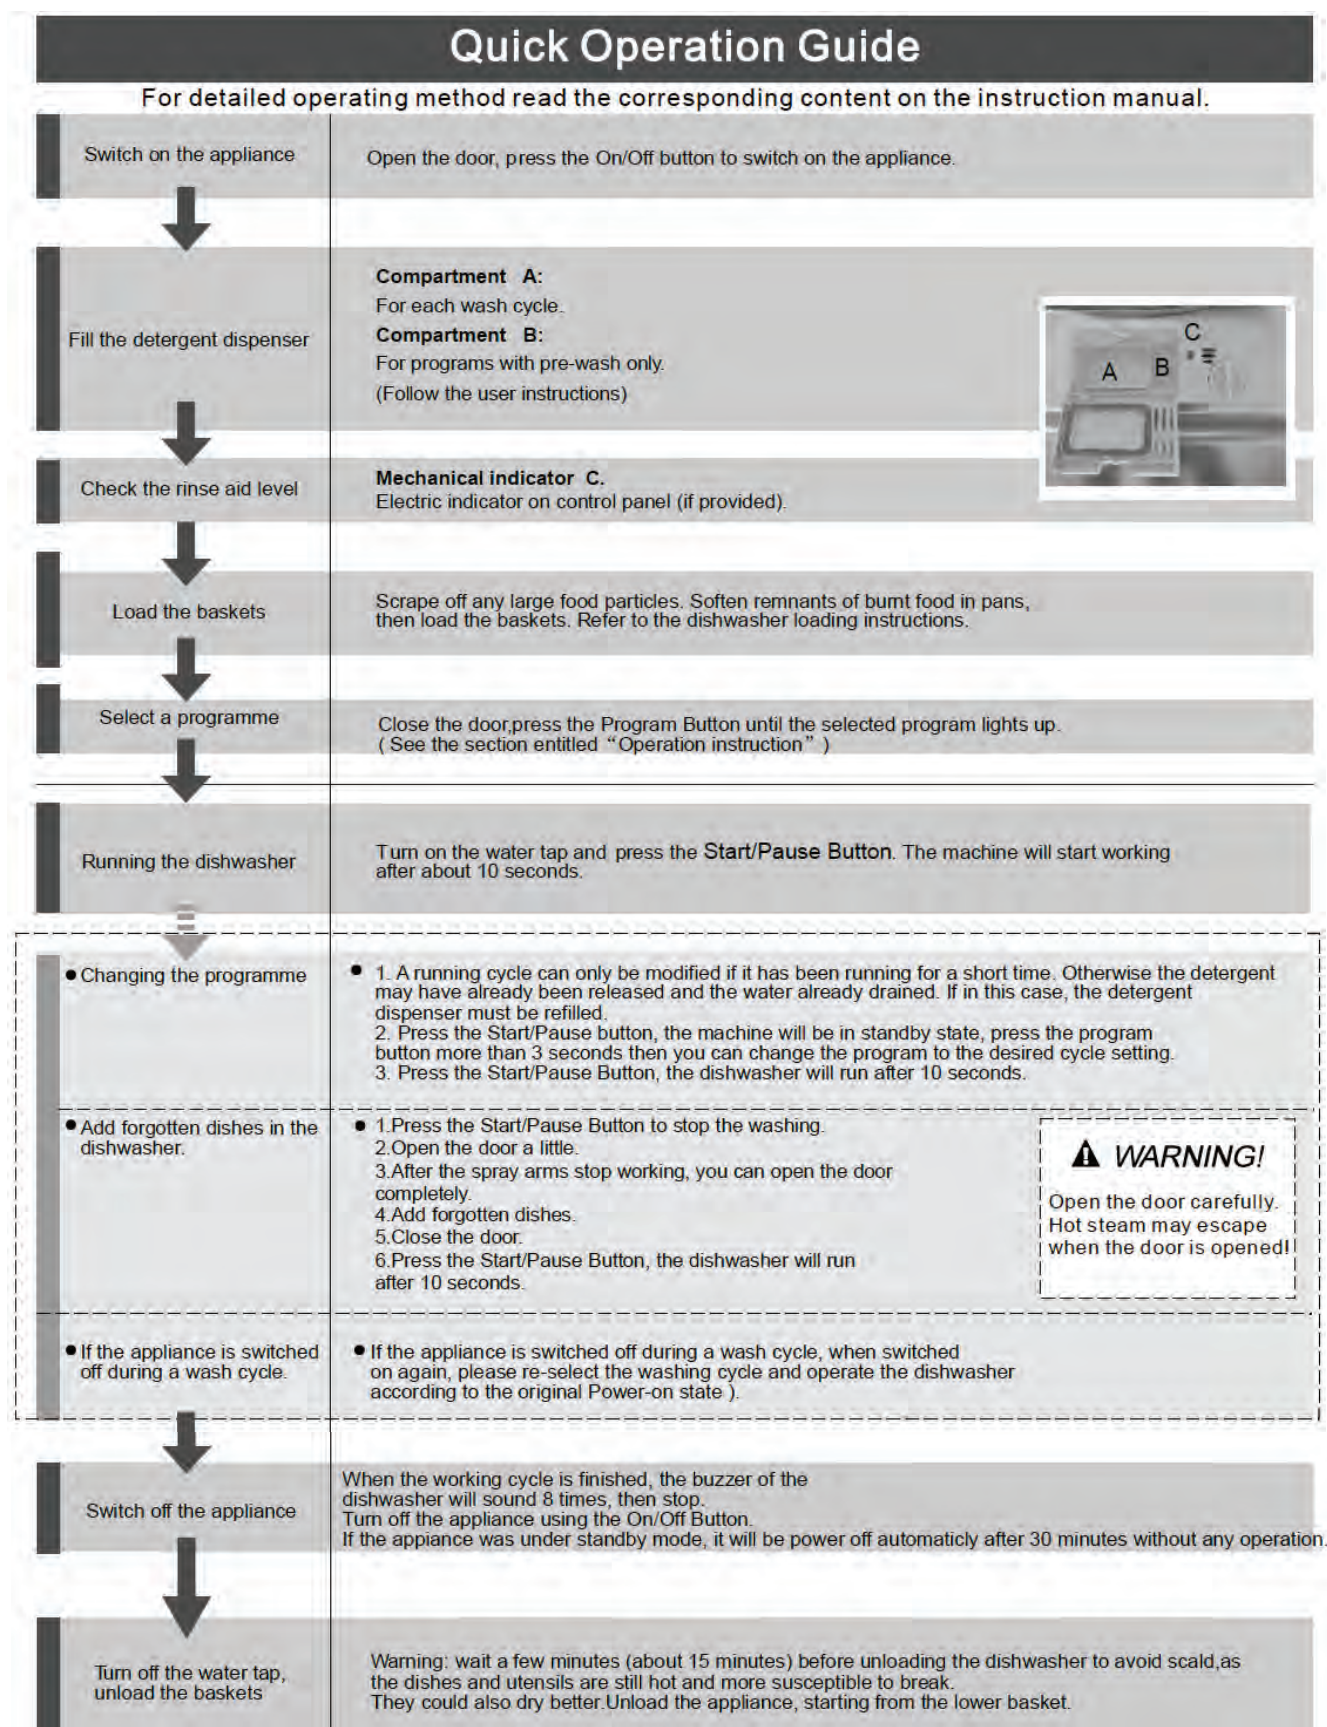 Quick Operation Guide
For detailed operating method read the corresponding content on the instruction manual.
Switch on the appliance
Open the door, press the On/Off button to switch on the appliance.
Fill the detergent dispenser
Compartment A:
For each wash cycle.
Compartment B:
For programs with pre-wash only.
(Follow the user instructions)
A
B
C
Check the rinse aid level
Mechanical indicator C.
Electric indicator on control panel (if provided).
Load the baskets
Scrape off any large food particles. Soften remnants of burnt food in pans,
then load the baskets. Refer to the dishwasher loading instructions.
Select a programme
Close the door,press the Program Button until the selected program lights up.
( See the section entitled “Operation instruction” )
Running the dishwasher
Turn on the water tap and press the Start/Pause Button. The machine will start working
after about 10 seconds.
● Changing the programme
● 1. A running cycle can only be modified if it has been running for a short time. Otherwise the detergent
may have already been released and the water already drained. If in this case, the detergent
dispenser must be refilled.
2. Press the Start/Pause button, the machine will be in standby state, press the program
button more than 3 seconds then you can change the program to the desired cycle setting.
3. Press the Start/Pause Button, the dishwasher will run after 10 seconds.
● Add forgotten dishes in the
dishwasher.
● 1.Press the Start/Pause Button to stop the washing.
2.Open the door a little.
3.After the spray arms stop working, you can open the door
completely.
4.Add forgotten dishes.
5.Close the door.
6.Press the Start/Pause Button, the dishwasher will run
after 10 seconds.
WARNING!
Open the door carefully.
Hot steam may escape
when the door is opened!
● If the appliance is switched
off during a wash cycle.
● If the appliance is switched off during a wash cycle, when switched
on again, please re-select the washing cycle and operate the dishwasher
according to the original Power-on state ).
Switch off the appliance
When the working cycle is finished, the buzzer of the
dishwasher will sound 8 times, then stop.
Turn off the appliance using the On/Off Button.
If the appiance was under standby mode, it will be power off automaticly after 30 minutes without any operation.
Turn off the water tap,
unload the baskets
Warning: wait a few minutes (about 15 minutes) before unloading the dishwasher to avoid scald,as
the dishes and utensils are still hot and more susceptible to break.
They could also dry better.Unload the appliance, starting from the lower basket.